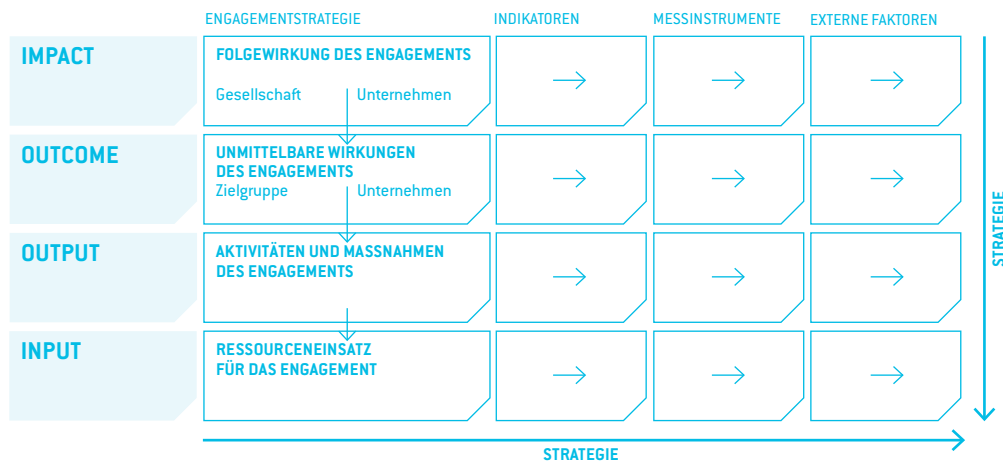 ENGAGEMENTSTRATEGIE
INDIKATOREN
MESSINSTRUMENTE
EXTERNE FAKTOREN
IMPACT
FOLGEWIRKUNG DES ENGAGEMENTS
Gesellschaft
Unternehmen
OUTCOME
UNMITTELBARE WIRKUNGEN
DES ENGAGEMENTS
Zielgruppe
Unternehmen
OUTPUT
AKTIVITÄTEN UND MASSNAHMEN
DES ENGAGEMENTS
INPUT
RESSOURCENEINSATZ
FÜR DAS ENGAGEMENT
STRATEGIE
STRATEGIE